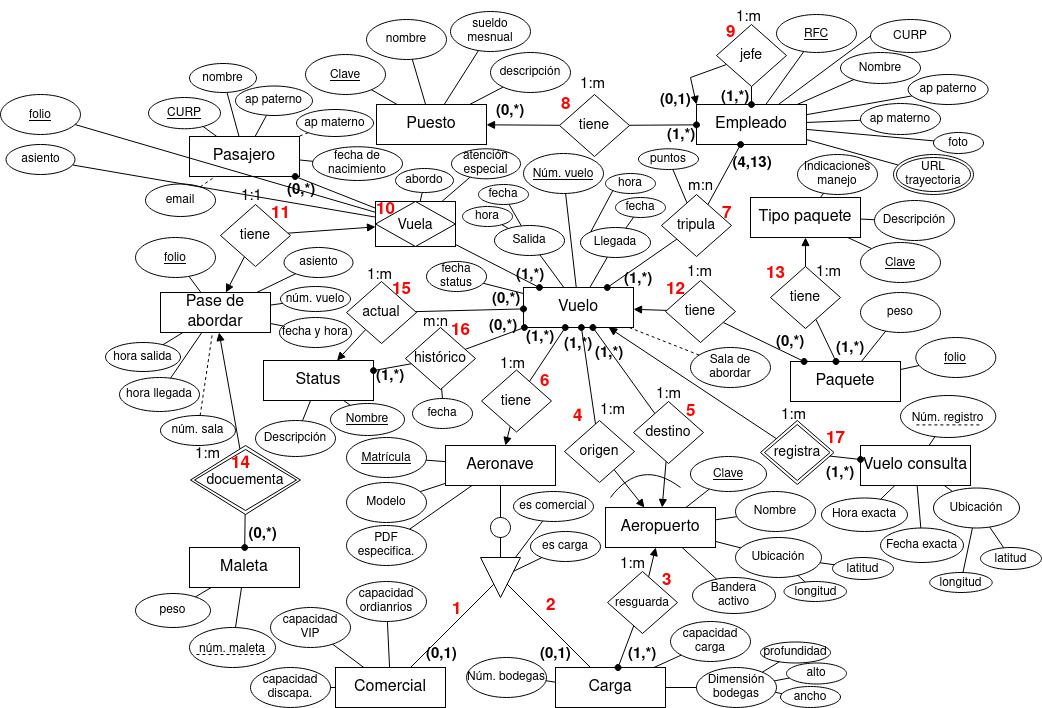 1:m
9
jefe
RFC
CURP
sueldo
mesnual
nombre
Clave
descripción
Nombre
nombre
ap paterno
1:m
8
tiene
(0,*)
(0,1)
(1,*)
ap paterno
CURP
folio
ap materno
Puesto
Empleado
ap materno
(1,*)
foto
asiento
Pasajero
fecha de
nacimiento
atención
especial
(4,13)
puntos
Indicaciones
manejo
URL
trayectoria
abordo
Núm. vuelo
hora
m:n
email
1:1
(0,*)
fecha
fecha
10
11
tiene
Vuela
hora
Salida
Llegada
tripula
7
Tipo paquete
Descripción
Clave
folio
asiento
fecha
status
1:m
15
(1,*)
(1,*)
1:m
12
13
1:m
Pase de
abordar
núm. vuelo
actual
(0,*)
Vuelo
tiene
tiene
peso
fecha y hora
m:n
16
(0,*)
(1,*)
(1,*)
(1,*)
(0,*)
(1,*)
hora salida
histórico
Sala de
abordar
folio
hora llegada
Status
(1,*)
1:m
6
tiene
1:m
Paquete
núm. sala
Descripción
Nombre
fecha
4
1:m
5
destino
1:m
17
Núm. registro
1:m
14
docuementa
Matrícula
Aeronave
origen
registra
(1,*)
Vuelo consulta
Modelo
Clave
es comercial
Nombre
Hora exacta
Ubicación
PDF
especifica.
Aeropuerto
Fecha exacta
(0,*)
es carga
Ubicación
latitud
latitud
Maleta
1:m
3
longitud
longitud
Bandera
activo
peso
capacidad
ordianrios
1
2
resguarda
capacidad
VIP
núm. maleta
capacidad
carga
(0,1)
(0,1)
(1,*)
profundidad
capacidad
discapa.
Comercial
Núm. bodegas
Carga
Dimensión
bodegas
alto
ancho